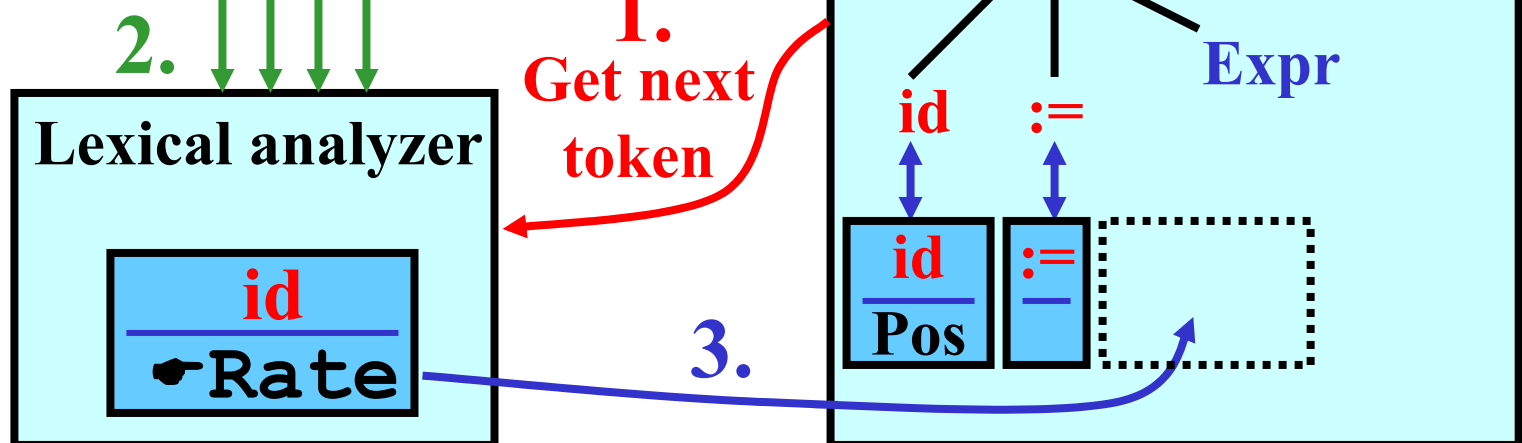 2.
1.
Get next
token
Lexical analyzer
id
☛Rate
3.
Expr
id :=
id :=
Pos